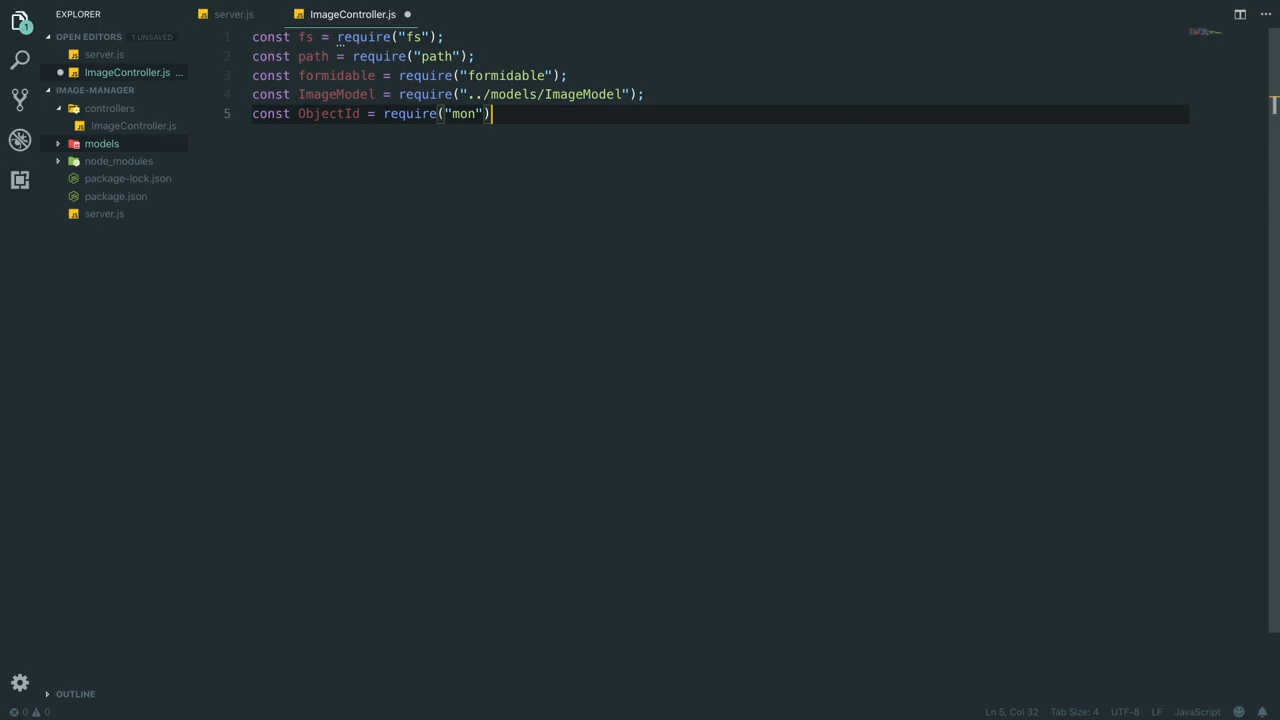 EXPLORER
server.js
ImageController.js
OPEN EDITORS 1 UNSAVED
server.js
ImageController.js ...
IMAGE-MANAGER
controllers
ImageController.js
models
node_modules
package-lock.json
package.json
server.js
1 const fs = require("fs");
2 const path = require("path");
3 const formidable = require("formidable");
4 const ImageModel = require("../models/ImageModel");
5 const ObjectId = require("mon")
1
OUTLINE
0 0
Ln 5, Col 32 Tab Size: 4 UTF-8 LF JavaScript